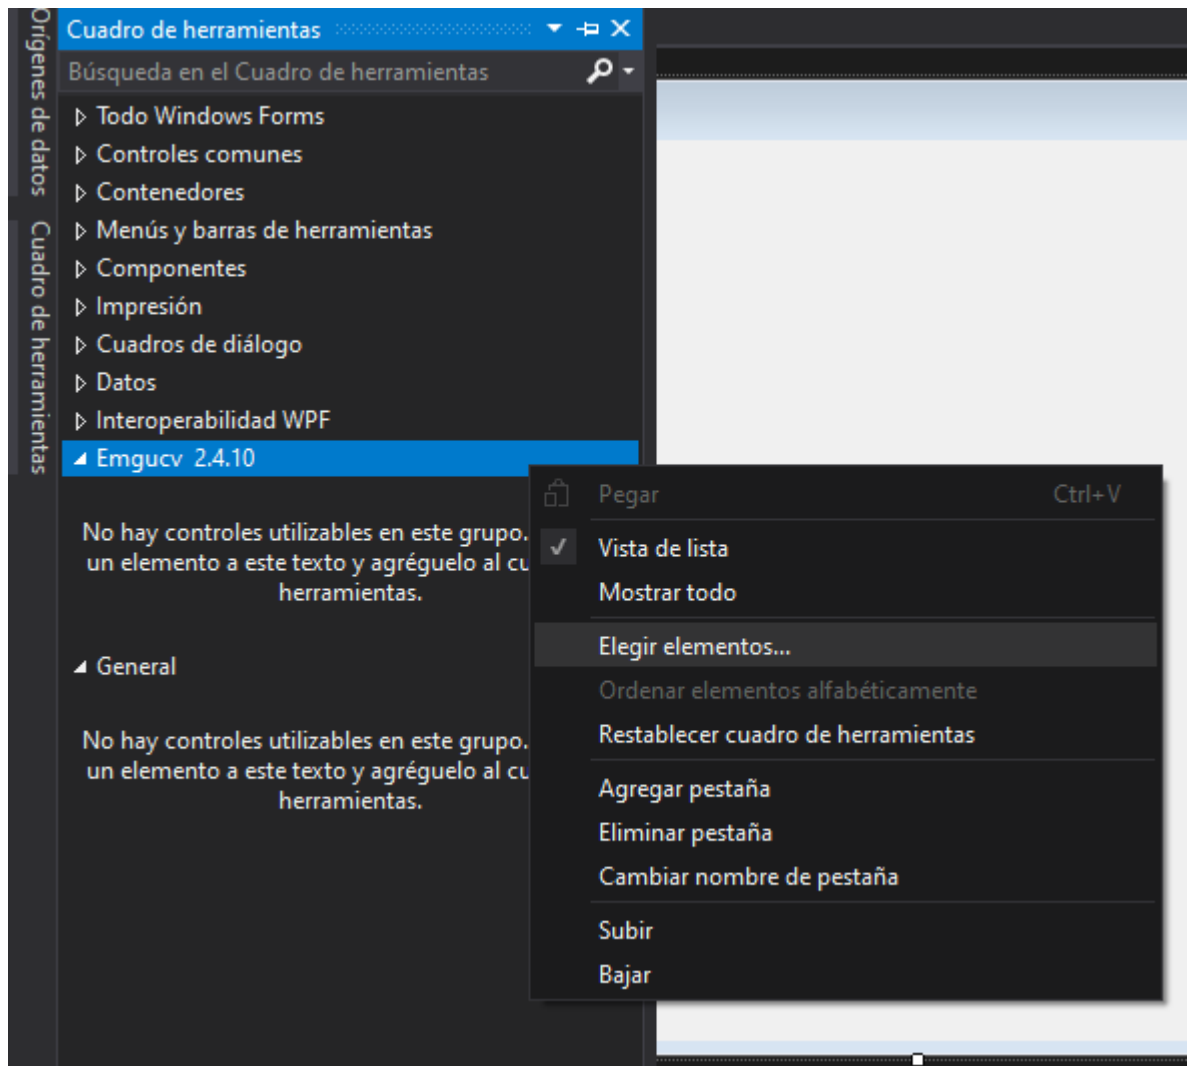 Orígenes de datos
Cuadro de herramientas
Cuadro de herramientas
Búsqueda en el Cuadro de herramientas
Todo Windows Forms
Controles comunes
Contenedores
Menús y barras de herramientas
Componentes
Impresión
Cuadros de diálogo
Datos
Interoperabilidad WPF
Emgucv 2.4.10
No hay controles utilizables en este grupo.
un elemento a este texto y agréguelo al cu
herramientas.
General
No hay controles utilizables en este grupo.
un elemento a este texto y agréguelo al cu
herramientas.
Pegar Ctrl+V
Vista de lista
Mostrar todo
Elegir elementos...
Ordenar elementos alfabéticamente
Restablecer cuadro de herramientas
Agregar pestaña
Eliminar pestaña
Cambiar nombre de pestaña
Subir
Bajar